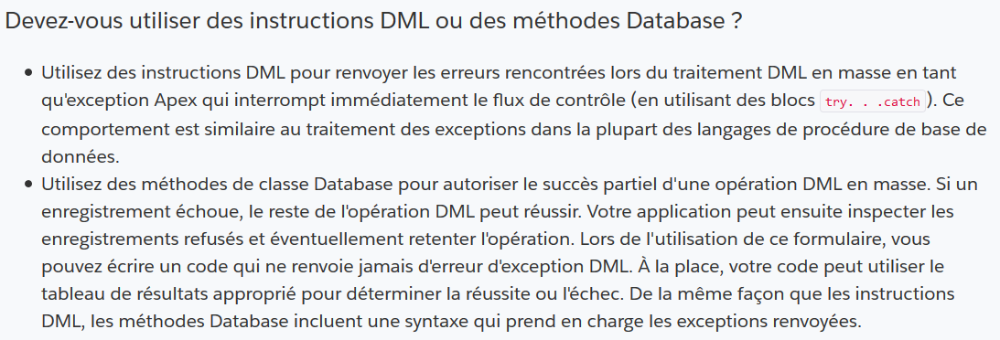 Devez-vous utiliser des instructions DML ou des méthodes Database ?
• Utilisez des instructions DML pour renvoyer les erreurs rencontrées lors du traitement DML en masse en tant
qu'exception Apex qui interrompt immédiatement le flux de contrôle (en utilisant des blocs try. . .catch). Ce
comportement est similaire au traitement des exceptions dans la plupart des langages de procédure de base de
données.
• Utilisez des méthodes de classe Database pour autoriser le succès partiel d'une opération DML en masse. Si un
enregistrement échoue, le reste de l'opération DML peut réussir. Votre application peut ensuite inspecter les
enregistrements refusés et éventuellement retenter l'opération. Lors de l'utilisation de ce formulaire, vous
pouvez écrire un code qui ne renvoie jamais d'erreur d'exception DML. À la place, votre code peut utiliser le
tableau de résultats approprié pour déterminer la réussite ou l'échec. De la même façon que les instructions
DML, les méthodes Database incluent une syntaxe qui prend en charge les exceptions renvoyées.